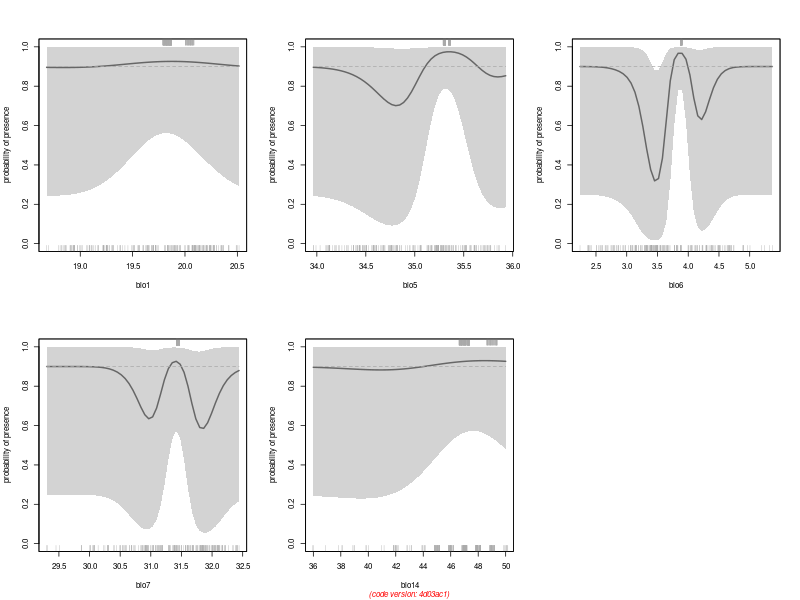 probability of presence
0.0 0.2 0.4 0.6 0.8 1.0
19.0 19.5 20.0 20.5
bio1
probability of presence
0.0 0.2 0.4 0.6 0.8 1.0
34.0 34.5 35.0 35.5 36.0
bio5
probability of presence
0.0 0.2 0.4 0.6 0.8 1.0
2.5 3.0 3.5 4.0 4.5 5.0
bio6
probability of presence
0.0 0.2 0.4 0.6 0.8 1.0
29.5 30.0 30.5 31.0 31.5 32.0 32.5
bio7
probability of presence
0.0 0.2 0.4 0.6 0.8 1.0
36 38 40 42 44 46 48 50
bio14
(code version: 4d03ac1)